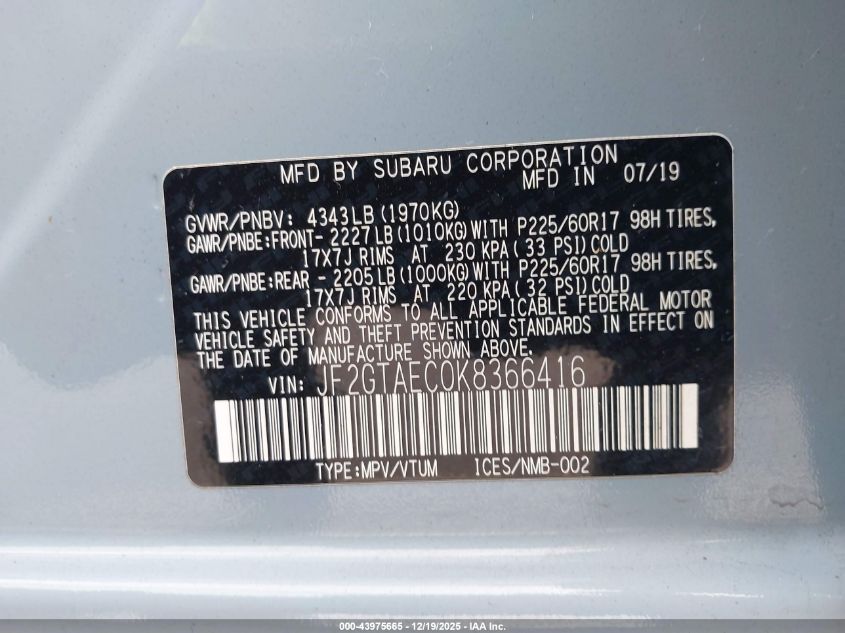 MFD BY SUBARU CORPORATION
MFD IN 07/19
GVWR/PNBV: 4343LB (1970KG)
GAWR/PNBE:FRONT- 2227LB (1010KG) WITH P225/60R17 98H TIRES,
17X7J RIMS AT 230 KPA ( 33 PSI) COLD
GAWR/PNBE:REAR - 2205LB (1000KG) WITH P225/60R17 98H TIRES,
17X7J RIMS AT 220 KPA ( 32 PSI) COLD
THIS VEHICLE CONFORMS TO ALL APPLICABLE FEDERAL MOTOR
VEHICLE SAFETY AND THEFT PREVENTION STANDARDS IN EFFECT ON
THE DATE OF MANUFACTURE SHOWN ABOVE.
VIN: JF2GTAEC0K8366416
TYPE:MPV/VTUM ICES/NMB-002
000-43975665 - 12/19/2025 - IAA Inc.